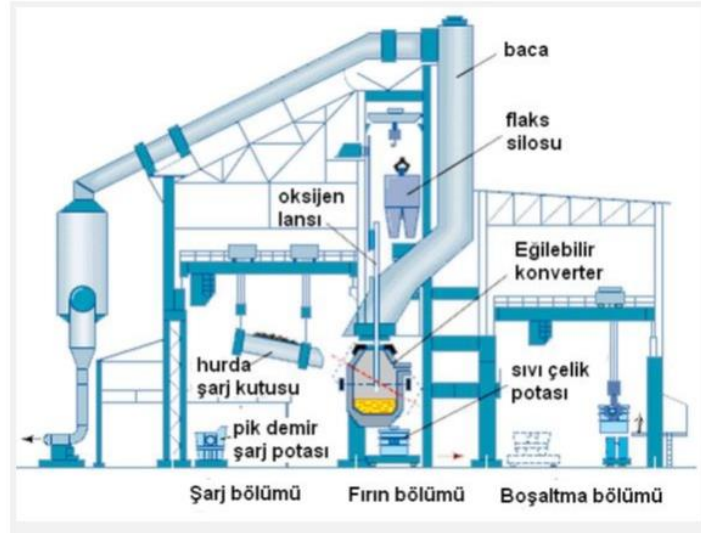 baca
flaks
silosu
oksijen
lansı
Eğilebilir
konverter
hurda
şarj kutusu
sıvı çelik
potası
pik demir
şarj potası
Şarj bölümü
Fırın bölümü
Boşaltma bölümü